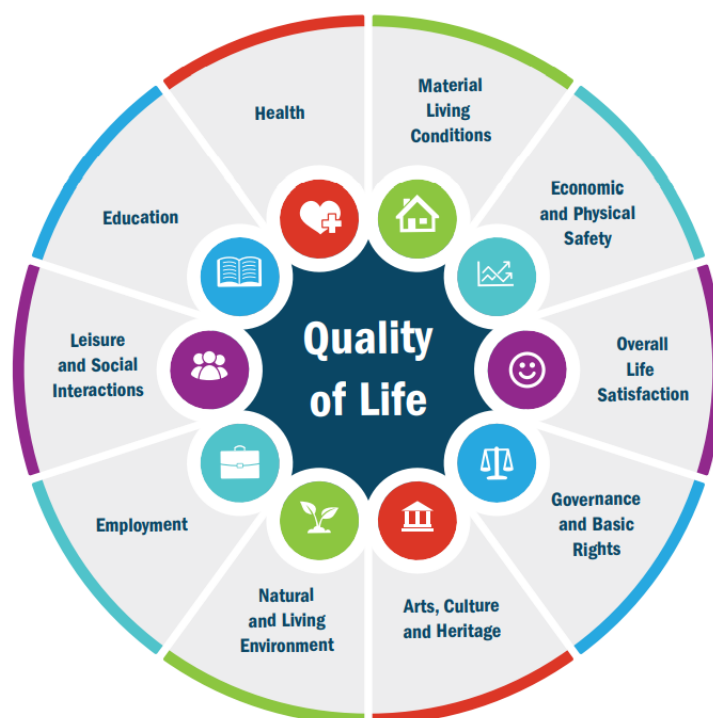 Quality
of Life
Health
Material
Living
Conditions
Economic
and Physical
Safety
Overall
Life
Satisfaction
Governance
and Basic
Rights
Arts, Culture
and Heritage
Natural
and Living
Environment
Employment
Leisure
and Social
Interactions
Education